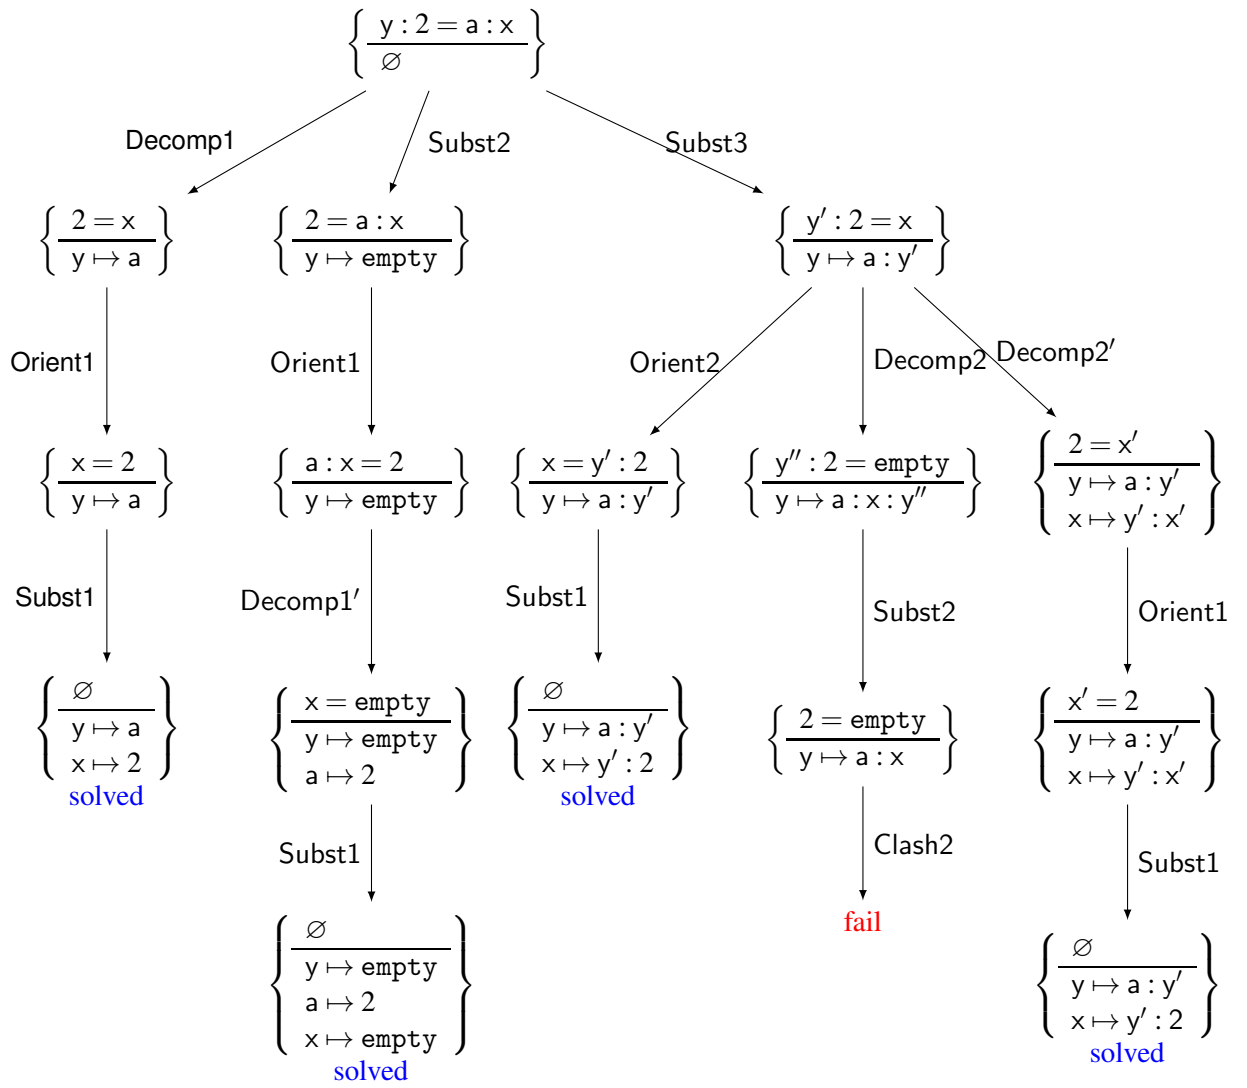 y : 2 = a : x
∅
Decomp1
Subst2
Subst3
2 = x
y ↦ a
2 = a : x
y ↦ empty
y′ : 2 = x
y ↦ a : y′
Orient1
Orient1
Orient2
Decomp2
Decomp2′
x = 2
y ↦ a
a : x = 2
y ↦ empty
x = y′ : 2
y ↦ a : y′
y′′ : 2 = empty
y ↦ a : x : y′′
2 = x′
y ↦ a : y′
x ↦ y′ : x′
Subst1
Decomp1′
Subst1
Subst2
Orient1
∅
y ↦ a
x ↦ 2
solved
x = empty
y ↦ empty
a ↦ 2
∅
y ↦ a : y′
x ↦ y′ : 2
solved
2 = empty
y ↦ a : x
x′ = 2
y ↦ a : y′
x ↦ y′ : x′
Subst1
Clash2
Subst1
∅
y ↦ empty
a ↦ 2
x ↦ empty
solved
fail
∅
y ↦ a : y′
x ↦ y′ : 2
solved